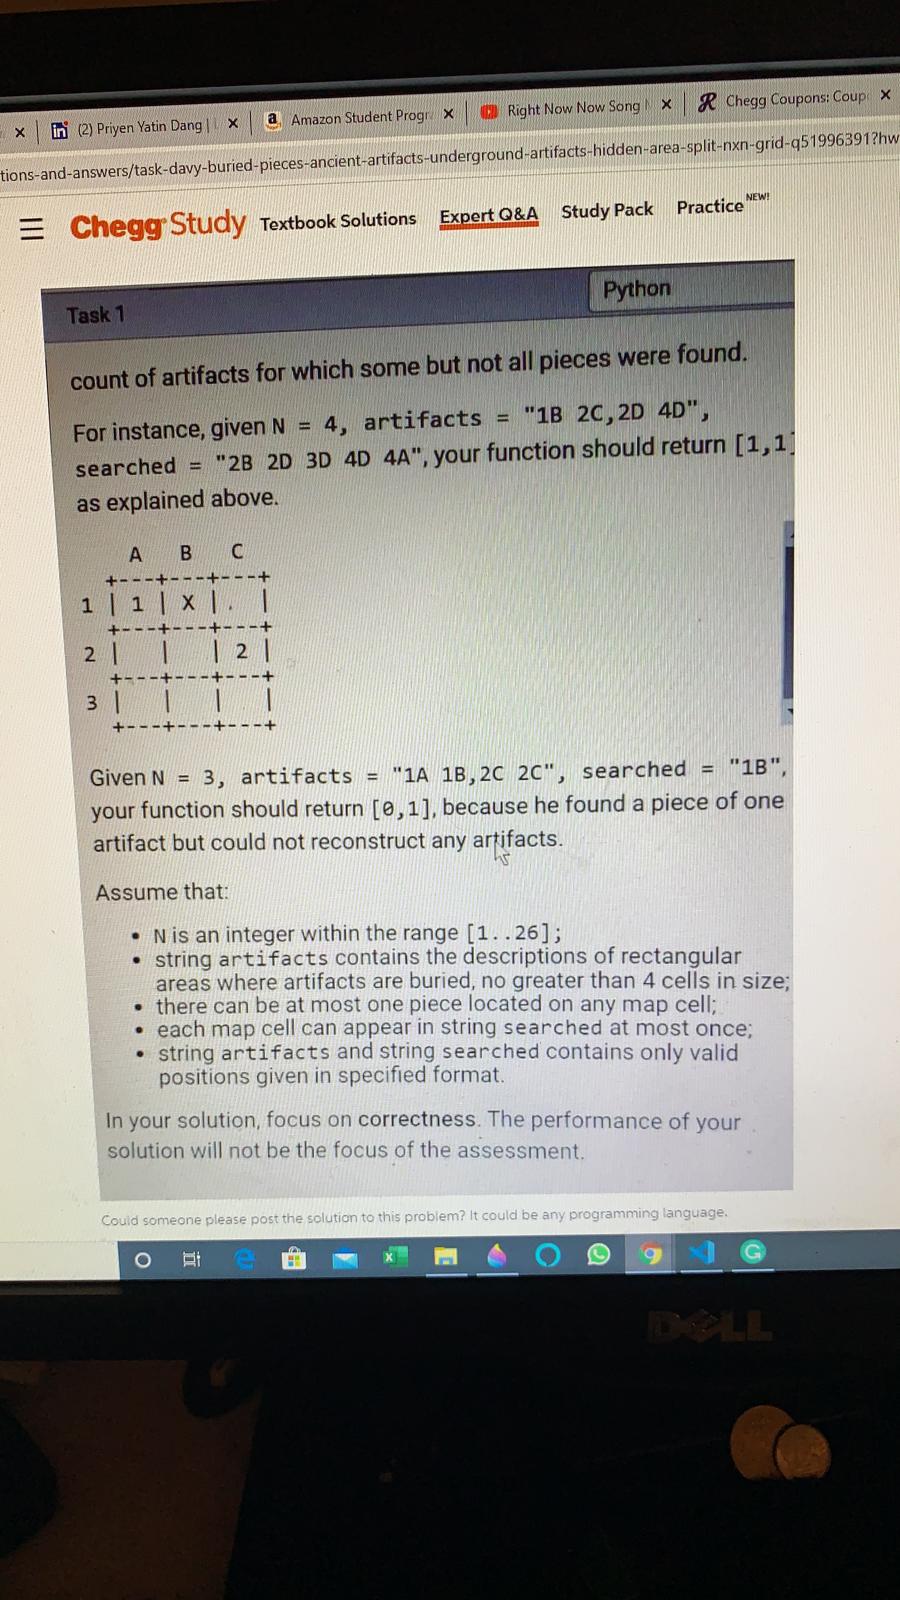 (2) Priyen Yatin Dang | Amazon Student Progr Right Now Now Song Chegg Coupons: Coup
tions-and-answers/task-davy-buried-pieces-ancient-artifacts-underground-artifacts-hidden-area-split-nxn-grid-q51996391?hw
Chegg Study Textbook Solutions Expert Q&A Study Pack Practice NEW!
Task 1 Python
count of artifacts for which some but not all pieces were found.
For instance, given N = 4, artifacts = "1B 2C,2D 4D",
searched = "2B 2D 3D 4D 4A", your function should return [1,1]
as explained above.
A B C
+---+---+---+
1 | 1 | X | . |
+---+---+---+
2 | | | 2 |
+---+---+---+
3 | | | |
+---+---+---+
Given N = 3, artifacts = "1A 1B,2C 2C", searched = "1B",
your function should return [0,1], because he found a piece of one
artifact but could not reconstruct any artifacts.
Assume that:
• N is an integer within the range [1..26];
• string artifacts contains the descriptions of rectangular
areas where artifacts are buried, no greater than 4 cells in size;
• there can be at most one piece located on any map cell;
• each map cell can appear in string searched at most once;
• string artifacts and string searched contains only valid
positions given in specified format.
In your solution, focus on correctness. The performance of your
solution will not be the focus of the assessment.
Could someone please post the solution to this problem? It could be any programming language.
DELL